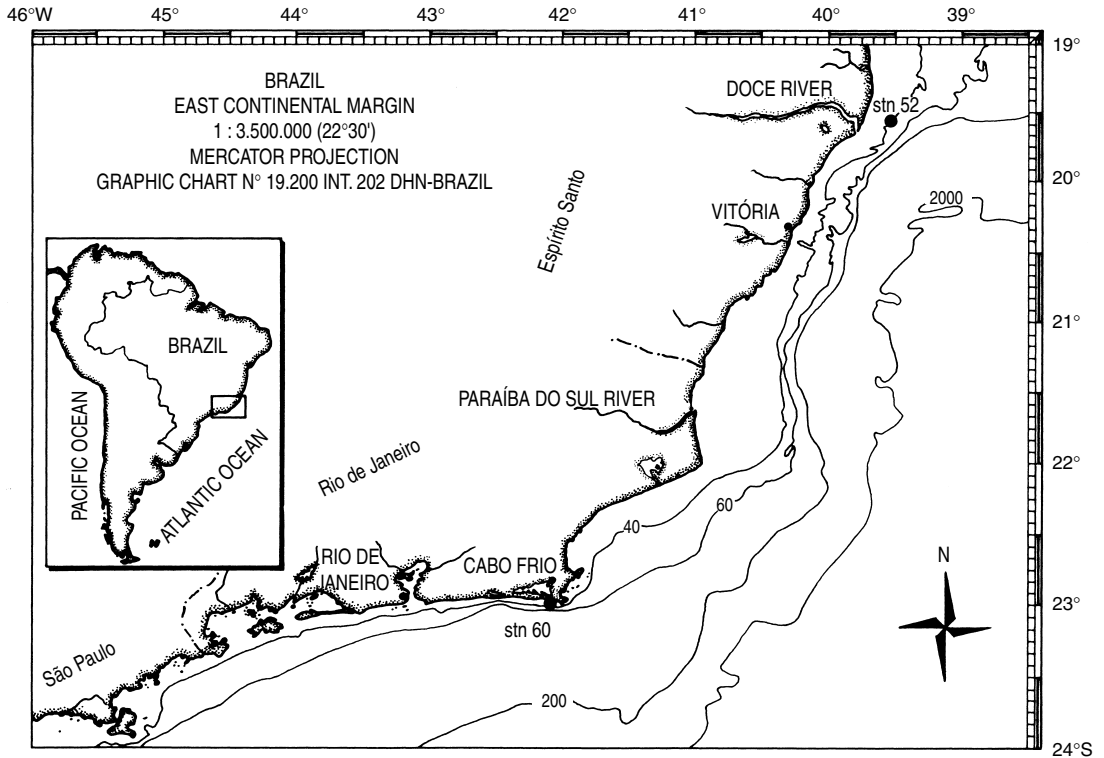 46°W 45° 44° 43° 42° 41° 40° 39°
19°
BRAZIL
EAST CONTINENTAL MARGIN
1 : 3.500.000 (22°30')
MERCATOR PROJECTION
GRAPHIC CHART N° 19.200 INT. 202 DHN-BRAZIL
DOCE RIVER
stn 52
20°
Espírito Santo
VITÓRIA
2000
21°
BRAZIL
PACIFIC OCEAN
ATLANTIC OCEAN
PARAÍBA DO SUL RIVER
Rio de Janeiro
22°
40
60
RIO DE
JANEIRO
CABO FRIO
N
23°
stn 60
São Paulo
200
24°S